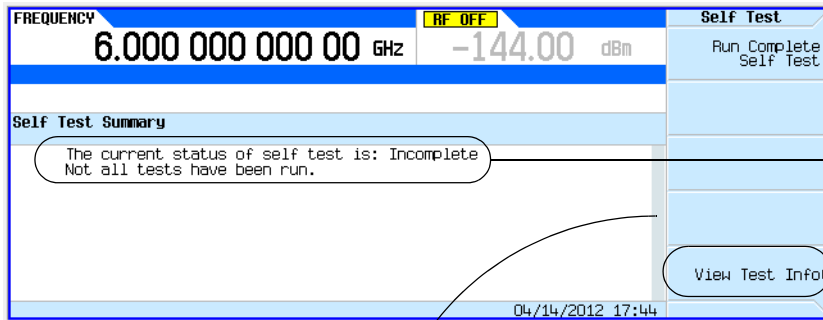 FREQUENCY
RF OFF
6.000 000 000 00 GHz
-144.00 dBm
Self Test
Run Complete
Self Test
Self Test Summary
The current status of self test is: Incomplete
Not all tests have been run.
View Test Info
04/14/2012 17:44